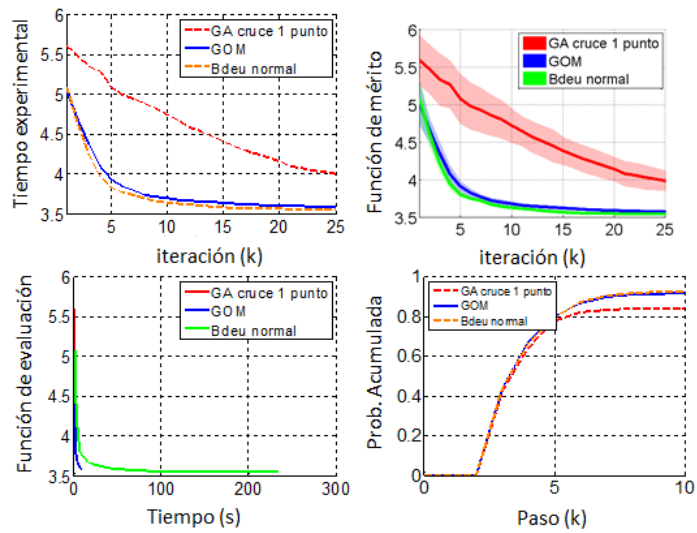 6
5.5
5
4.5
4
3.5
5
10
15
20
25
Tiempo experimental
iteración (k)
GA cruce 1 punto
GOM
Bdeu normal
6
5.5
5
4.5
4
3.5
5
10
15
20
25
Función de mérito
iteración (k)
GA cruce 1 punto
GOM
Bdeu normal
6
5.5
5
4.5
4
3.5
0
100
200
300
Función de evaluación
Tiempo (s)
GA cruce 1 punto
GOM
Bdeu normal
1
0.8
0.6
0.4
0.2
0
0
5
10
Prob. Acumulada
Paso (k)
GA cruce 1 punto
GOM
Bdeu normal